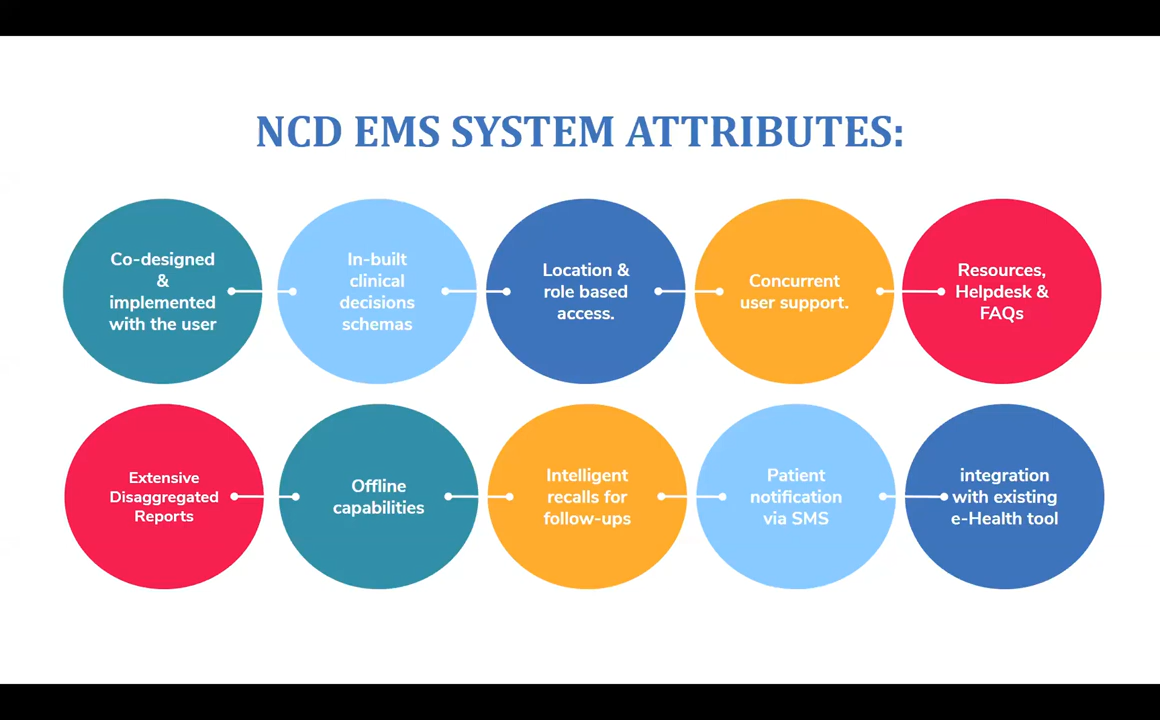 NCD EMS SYSTEM ATTRIBUTES:
Co-designed
&
implemented
with the user
In-built
clinical
decisions
schemas
Location &
role based
access.
Concurrent
user support.
Resources,
Helpdesk &
FAQs
Extensive
Disaggregated
Reports
Offline
capabilities
Intelligent
recalls for
follow-ups
Patient
notification
via SMS
integration
with existing
e-Health tool